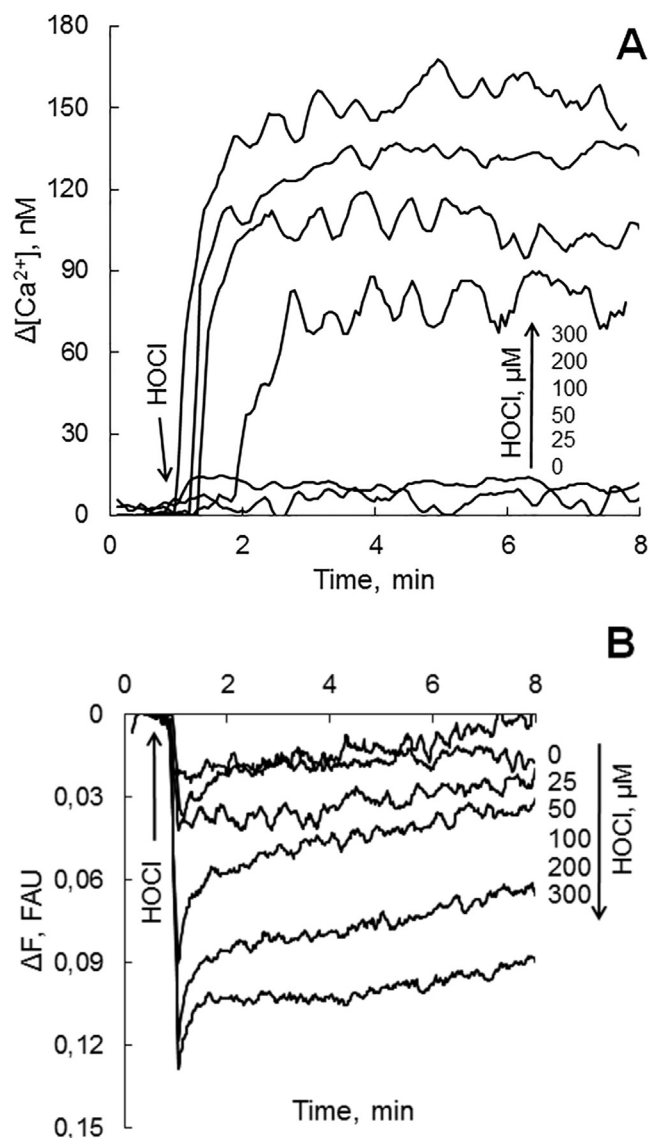 A
180
150
120
90
60
30
0
Δ[Ca²⁺], nM
HOCl
HOCl, µM
300
200
100
50
25
0
0 2 4 6 8
Time, min
B
0 2 4 6 8
0
0,03
0,06
0,09
0,12
0,15
ΔF, FAU
HOCl
0
25
50
100
200
300
HOCl, µM
Time, min